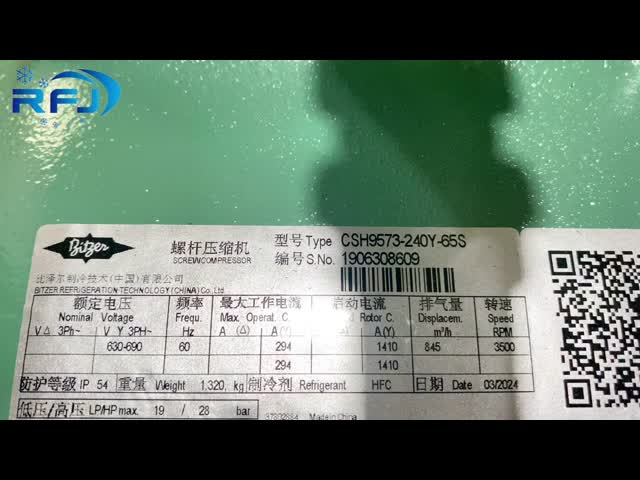 RFJ
Bitzer
螺杆压缩机 型号 Type CSH9573-240Y-65S
SCREWCOMPRESSOR 编号 S.No. 1906308609
比泽尔制冷技术(中国)有限公司
BITZER REFRIGERATION TECHNOLOGY (CHINA) Co., Ltd.
额定电压 频率 最大工作电流 启动电流 排气量 转速
Nominal Voltage Frequ. Max. Operat. C. Rotor C. Displacem. Speed
V△ 3Ph~ V Y 3PH~ Hz A (△) A (Y) A (Y) m³/h RPM
630-690 60 294 1410 845 3500
294 1410
防护等级 IP 54 重量 Weight 1,320. kg 制冷剂 Refrigerant HFC 日期 Date 03/2024
低压/高压 LP/HP max. 19 / 28 bar Made in China